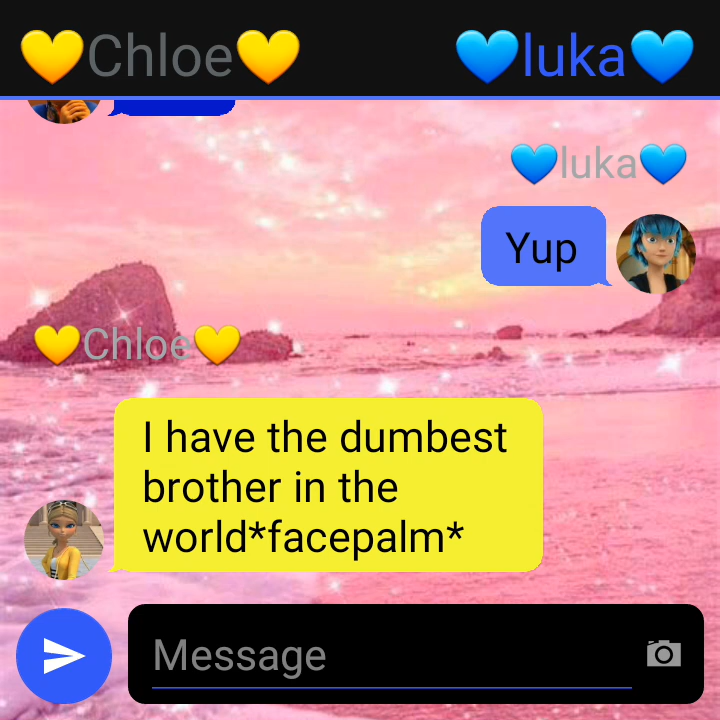 💛Chloe💛 💙luka💙
💙luka💙
Yup
💛Chloe💛
I have the dumbest
brother in the
world*facepalm*
Message